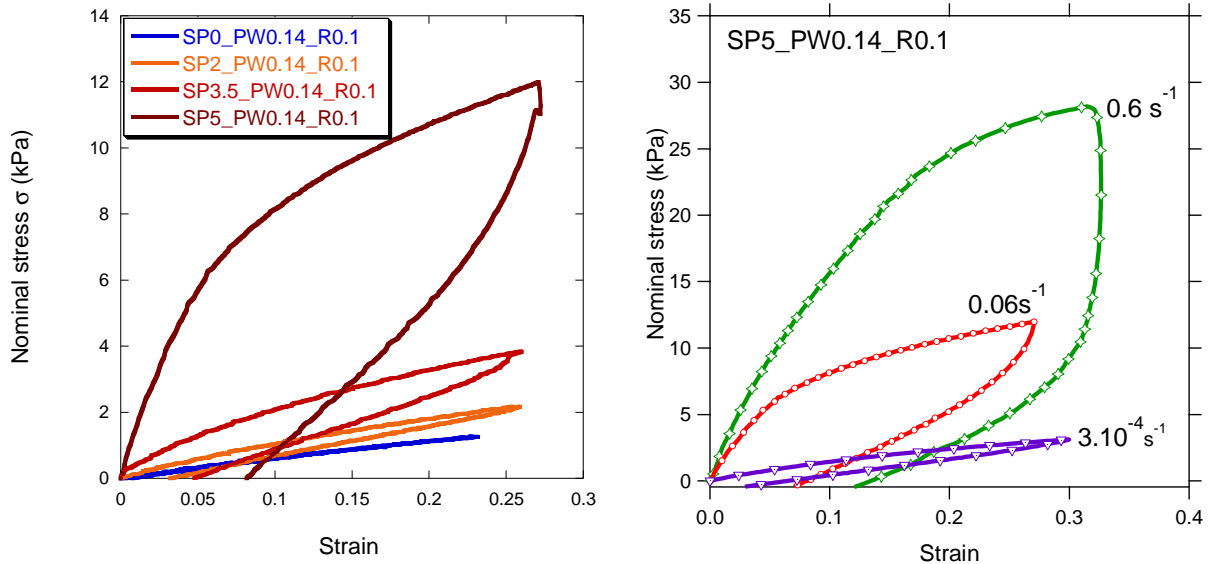 14
12
10
8
6
4
2
0
Nominal stress σ (kPa)
SP0_PW0.14_R0.1
SP2_PW0.14_R0.1
SP3.5_PW0.14_R0.1
SP5_PW0.14_R0.1
0 0.05 0.1 0.15 0.2 0.25 0.3
Strain
35
30
25
20
15
10
5
0
Nominal stress (kPa)
SP5_PW0.14_R0.1
0.6 s⁻¹
0.06s⁻¹
3.10⁻⁴s⁻¹
0.0 0.1 0.2 0.3 0.4
Strain